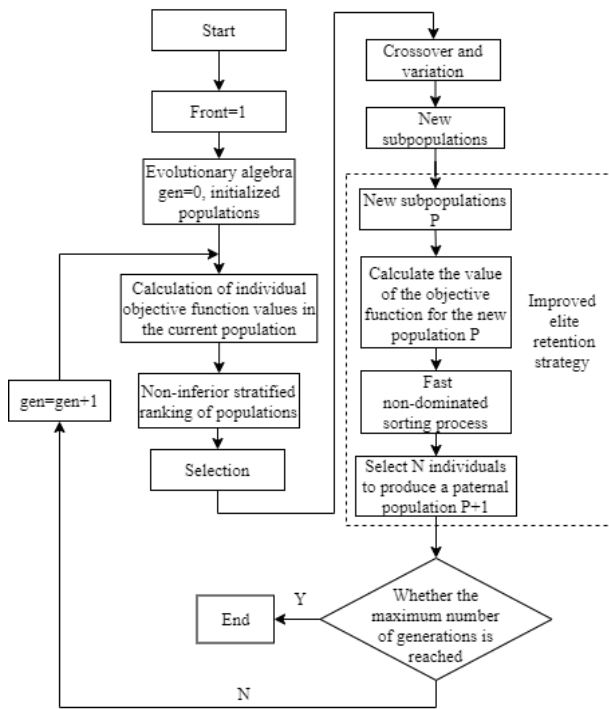 Start
Front=1
Evolutionary algebra
gen=0, initialized
populations
Calculation of individual
objective function values in
the current population
Non-inferior stratified
ranking of populations
Selection
gen=gen+1
Crossover and
variation
New
subpopulations
New subpopulations
P
Calculate the value
of the objective
function for the new
population P
Fast
non-dominated
sorting process
Select N individuals
to produce a paternal
population P+1
Improved
elite
retention
strategy
Whether the
maximum number
of generations is
reached
Y
End
N